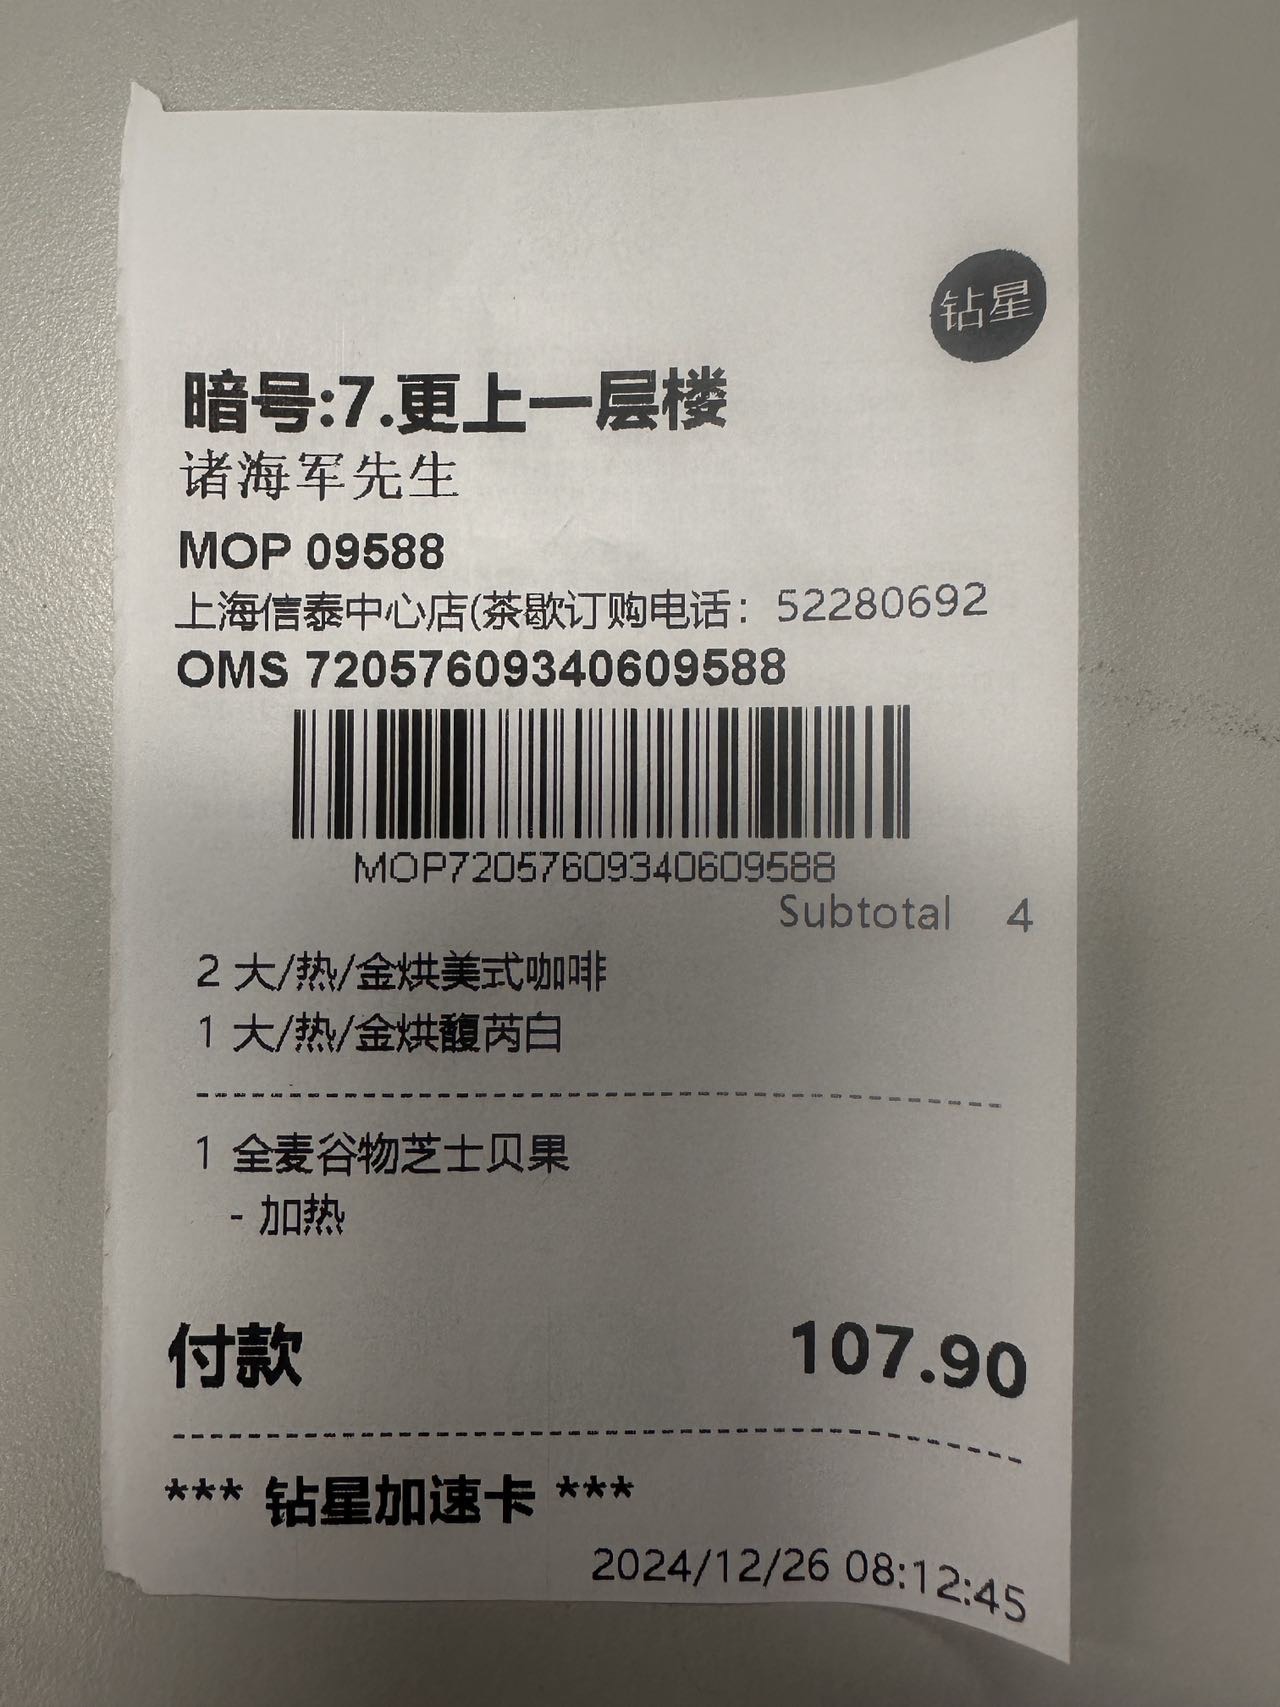 钻星
暗号:7.更上一层楼
诸海军先生
MOP 09588
上海信泰中心店(茶歇订购电话：52280692
OMS 72057609340609588
MOP72057609340609588
Subtotal 4
2 大/热/金烘美式咖啡
1 大/热/金烘馥芮白
1 全麦谷物芝士贝果
- 加热
付款 107.90
*** 钻星加速卡 ***
2024/12/26 08:12:45